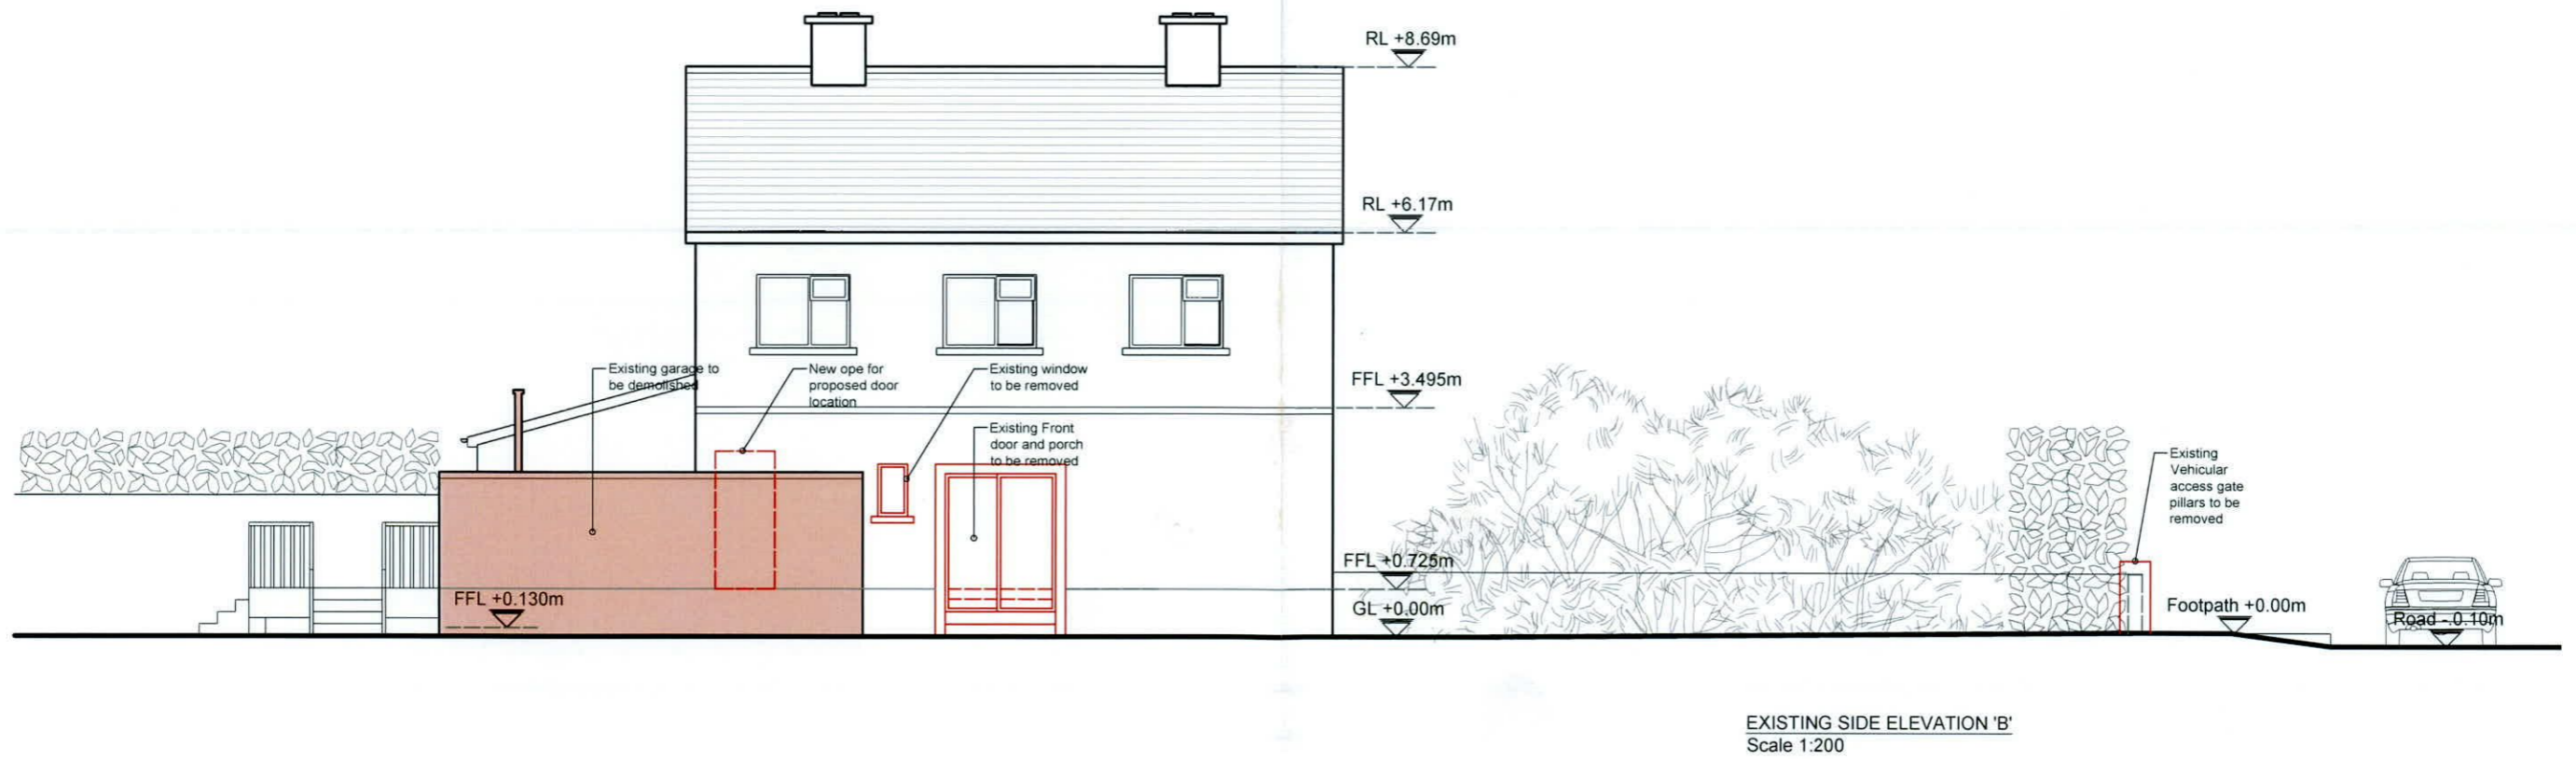 RL +8.69m
RL +6.17m
Existing garage to
be demolished
New ope for
proposed door
location
Existing window
to be removed
FFL +3.495m
Existing Front
door and porch
to be removed
Existing
Vehicular
access gate
pillars to be
removed
FFL +0.725m
FFL +0.130m
GL +0.00m
Footpath +0.00m
Road -.0.10m
EXISTING SIDE ELEVATION 'B'
Scale 1:200